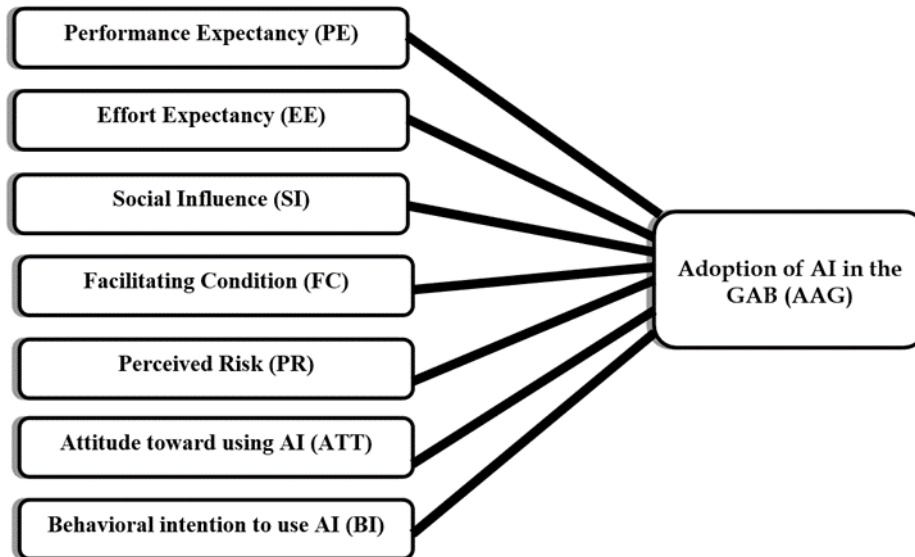 Performance Expectancy (PE)
Effort Expectancy (EE)
Social Influence (SI)
Facilitating Condition (FC)
Perceived Risk (PR)
Attitude toward using AI (ATT)
Behavioral intention to use AI (BI)
Adoption of AI in the
GAB (AAG)